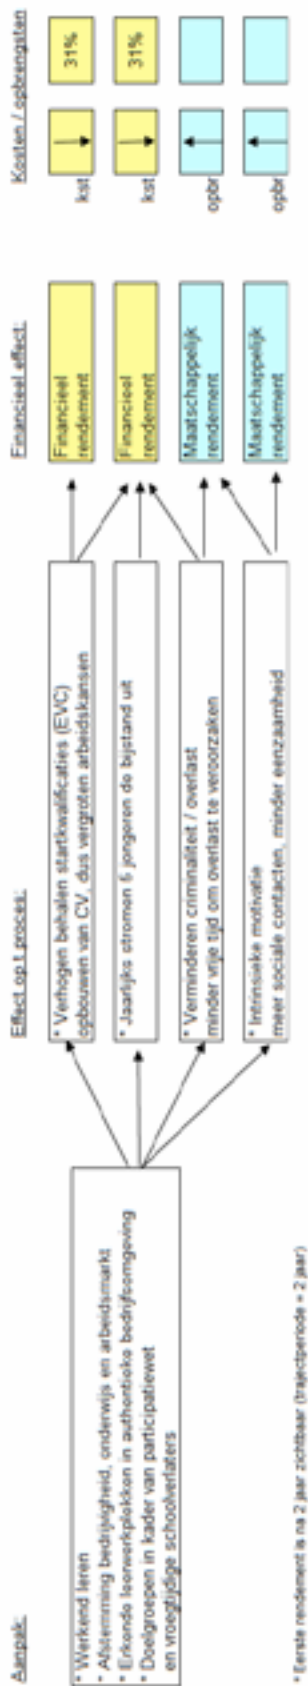 Aanpak:
* Werkend leren
* Afstemming bedrijvigheid, onderwijs en arbeidsmarkt
* Erkende leerwerkplekken in authentieke bedrijfsomgeving
* Doelgroepen in kader van participatiewet
en vroegtijdige schoolverlaters
* Eerste rendement is na 2 jaar zichtbaar (trajectperiode = 2 jaar)
Effect op t proces:
* Verhogen behalen startkwalificaties (EVC)
opbouwen van CV, dus vergroten arbeidskansen
* Jaarlijks stromen 5 jongeren de bijstand uit
* Verminderen criminaliteit / overlast
minder vrije tijd om overlast te veroorzaken
* Intrinsieke motivatie
meer sociale contacten, minder eenzaamheid
Financieel effect:
Financieel
rendement
Financieel
rendement
Maatschappelijk
rendement
Maatschappelijk
rendement
Kosten / opbrengsten
kst
31%
kst
31%
opbr
opbr